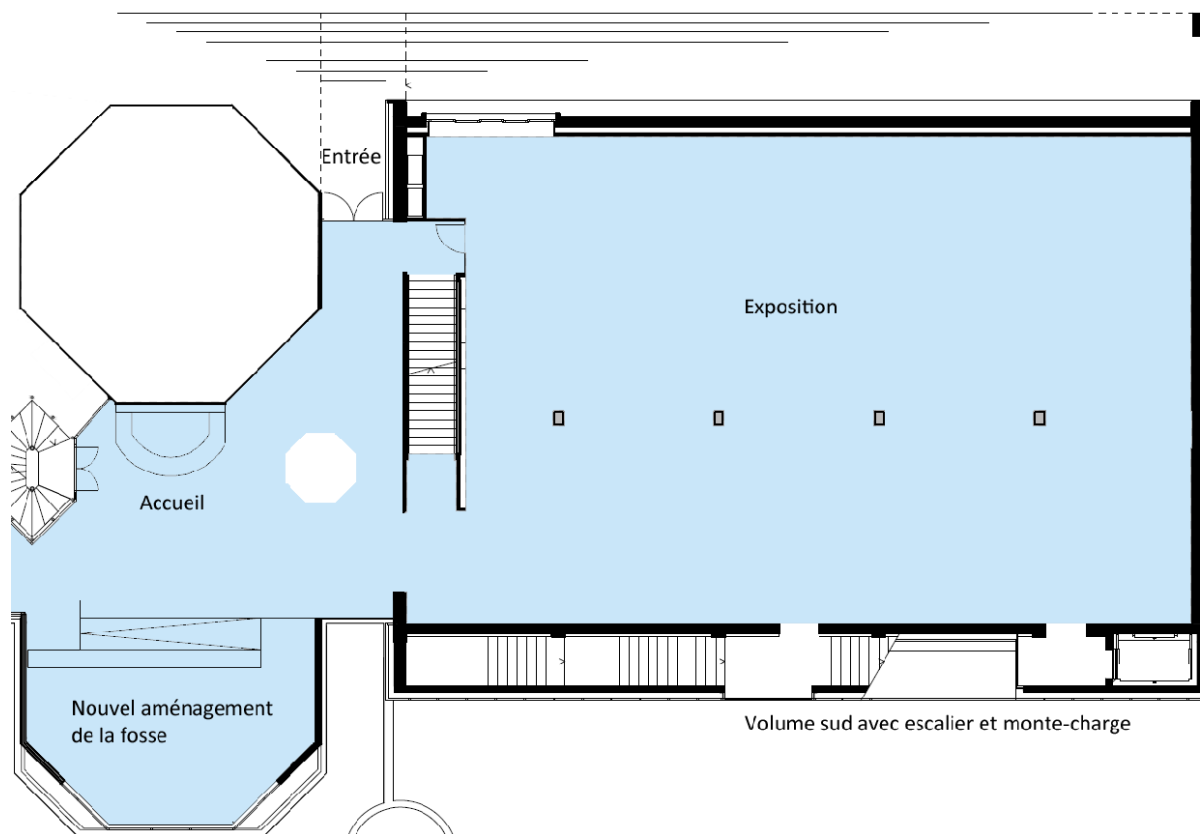 Entrée
Exposition
Accueil
Nouvel aménagement
de la fosse
Volume sud avec escalier et monte-charge